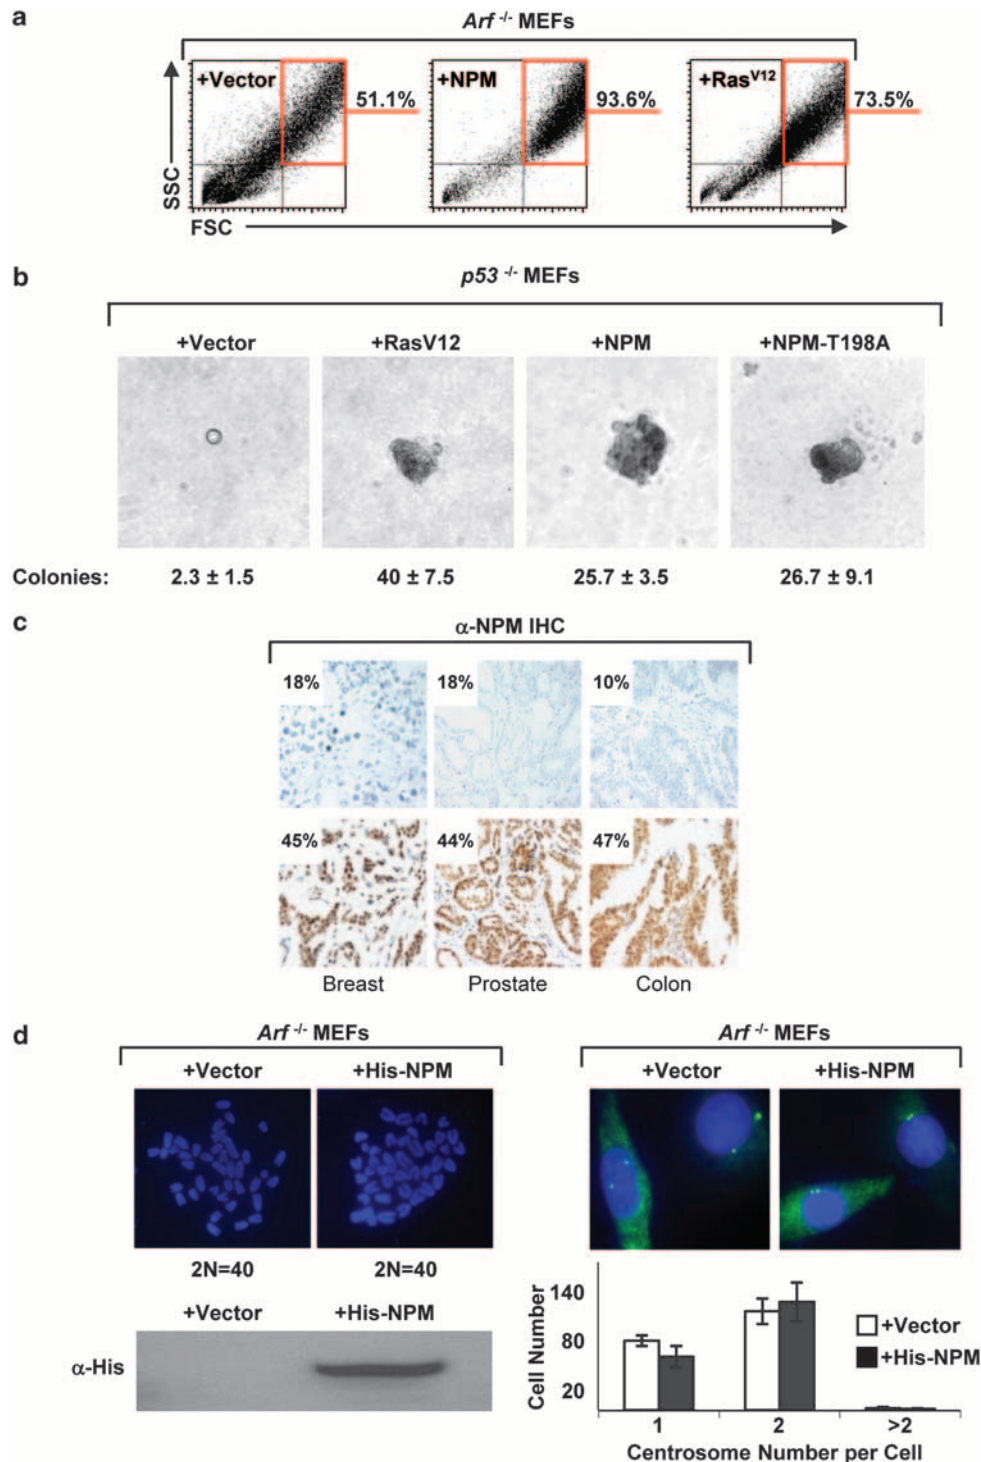 a
Arf -/- MEFs
+Vector
+NPM
+RasV12
51.1%
93.6%
73.5%
SSC
FSC
b
p53 -/- MEFs
+Vector
+RasV12
+NPM
+NPM-T198A
Colonies: 2.3 ± 1.5 40 ± 7.5 25.7 ± 3.5 26.7 ± 9.1
c
α-NPM IHC
18% 18% 10%
45% 44% 47%
Breast Prostate Colon
d
Arf -/- MEFs
+Vector +His-NPM
2N=40 2N=40
+Vector +His-NPM
α-His
Arf -/- MEFs
+Vector +His-NPM
Cell Number
140
80
20
+Vector
+His-NPM
1 2 >2
Centrosome Number per Cell